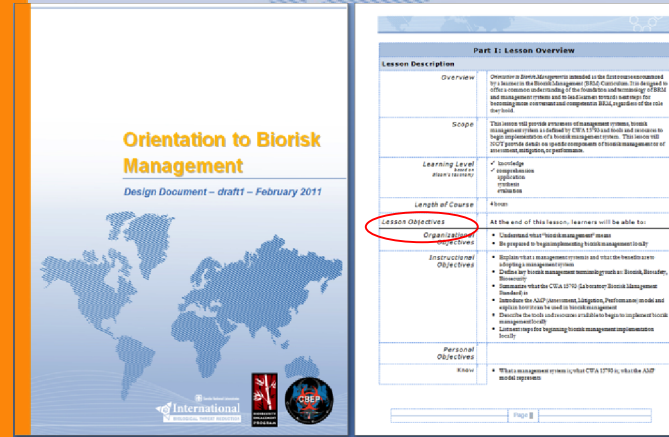 Orientation to Biorisk
Management
Design Document – draft1 – February 2011
International
BIOLOGICAL THREAT REDUCTION
BIOSECURITY
ENGAGEMENT
PROGRAM
CBEP
Part I: Lesson Overview
Lesson Description
Overview
Orientation to Biorisk Management is intended as the first course encountered
by a learner in the Biorisk Management (BRM) Curriculum. It is designed to
offer a common understanding of the foundation and terminology of BRM
and management systems and to lead learners towards next steps for
becoming more conversant and competent in BRM, regardless of the role
they hold.
Scope
This lesson will provide awareness of management systems, biorisk
management system as defined by CWA 15793 and tools and resources to
begin implementation of a biorisk management system. This lesson will
NOT provide details on specific components of biorisk management or of
assessment, mitigation, or performance.
Learning Level
based on
Bloom's taxonomy
✓ knowledge
✓ comprehension
application
synthesis
evaluation
Length of Course
4 hours
Lesson Objectives
At the end of this lesson, learners will be able to:
Organizational
Objectives
• Understand what "biorisk management" means
• Be prepared to begin implementing biorisk management locally
Instructional
Objectives
• Explain what a management system is and what the benefits are to
adopting a management system
• Define key biorisk management terminology such as: Biorisk, Biosafety,
Biosecurity
• Summarize what the CWA 15793 (Laboratory Biorisk Management
Standard) is
• Introduce the AMP (Assessment, Mitigation, Performance) model and
explain how it can be used in biorisk management
• Describe the tools and resources available to begin to implement biorisk
management locally
• List next steps for beginning biorisk management implementation
locally
Personal
Objectives
Know
• What a management system is; what CWA 15793 is; what the AMP
model represents
Page